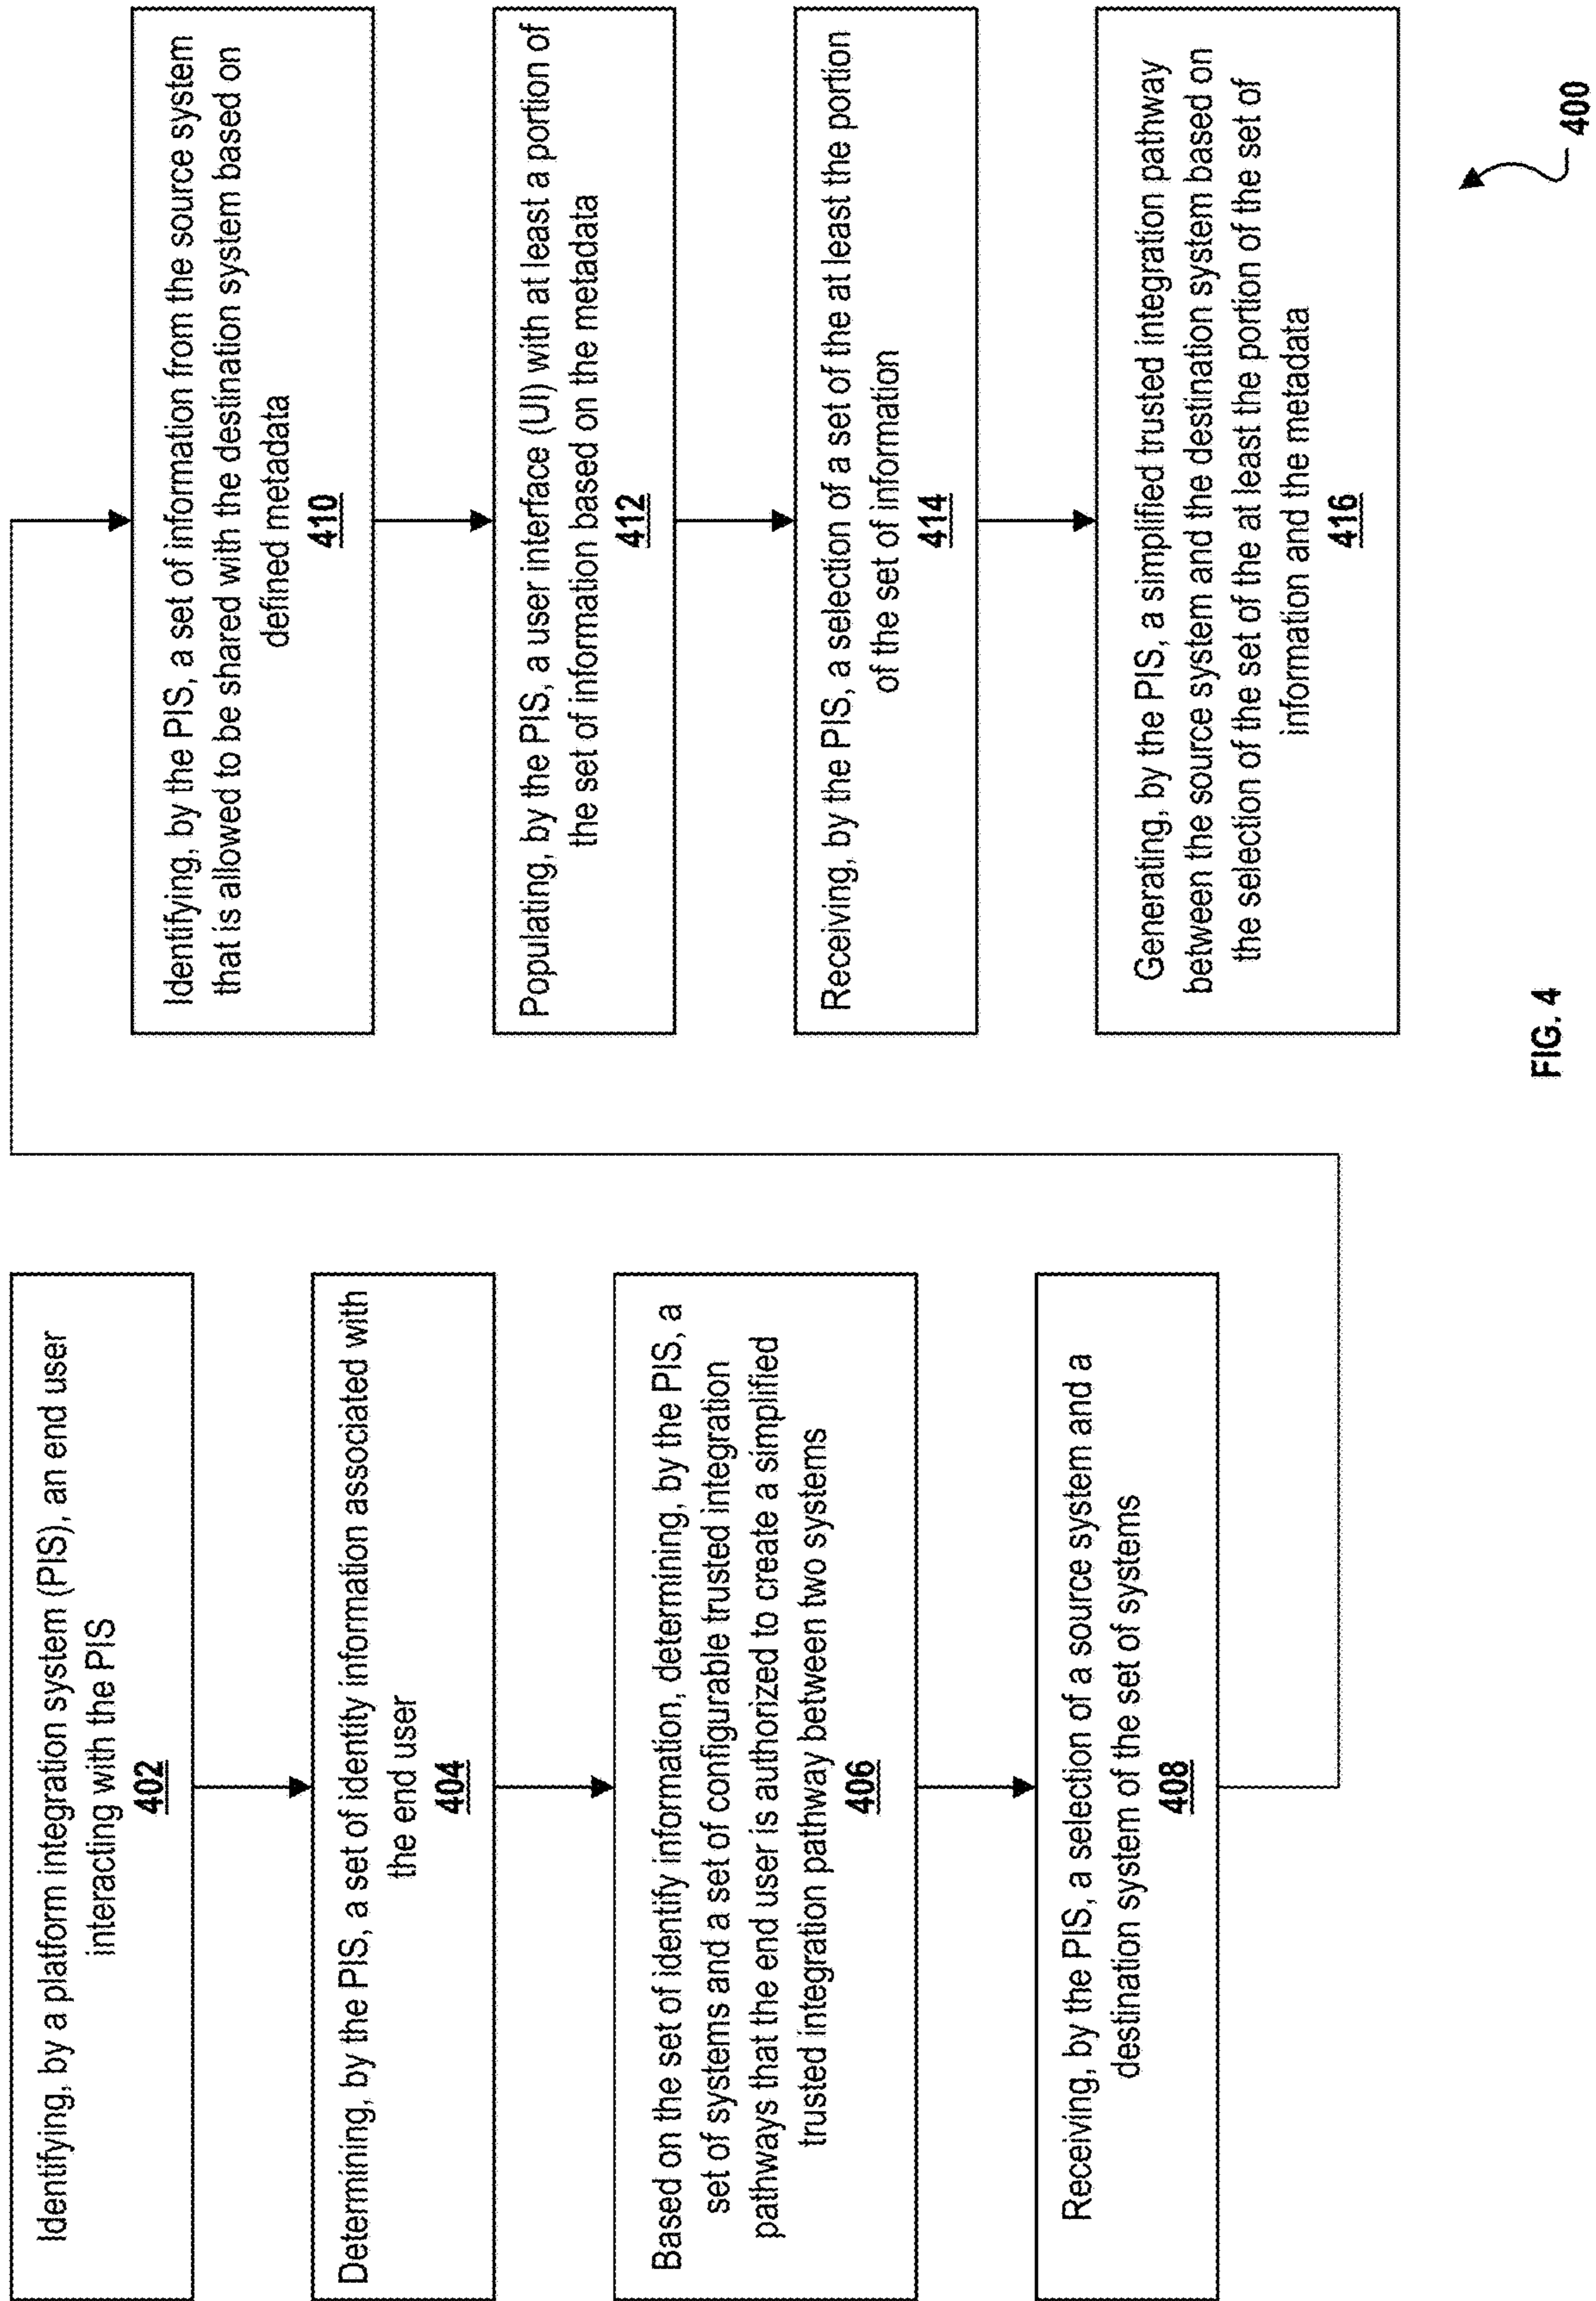 Identifying, by a platform integration system (PIS), an end user
interacting with the PIS
402
Determining, by the PIS, a set of identity information associated with
the end user
404
Based on the set of identify information, determining, by the PIS, a
set of systems and a set of configurable trusted integration
pathways that the end user is authorized to create a simplified
trusted integration pathway between two systems
406
Receiving, by the PIS, a selection of a source system and a
destination system of the set of systems
408
Identifying, by the PIS, a set of information from the source system
that is allowed to be shared with the destination system based on
defined metadata
410
Populating, by the PIS, a user interface (UI) with at least a portion of
the set of information based on the metadata
412
Receiving, by the PIS, a selection of a set of the at least the portion
of the set of information
414
Generating, by the PIS, a simplified trusted integration pathway
between the source system and the destination system based on
the selection of the set of the at least the portion of the set of
information and the metadata
416
400
FIG. 4